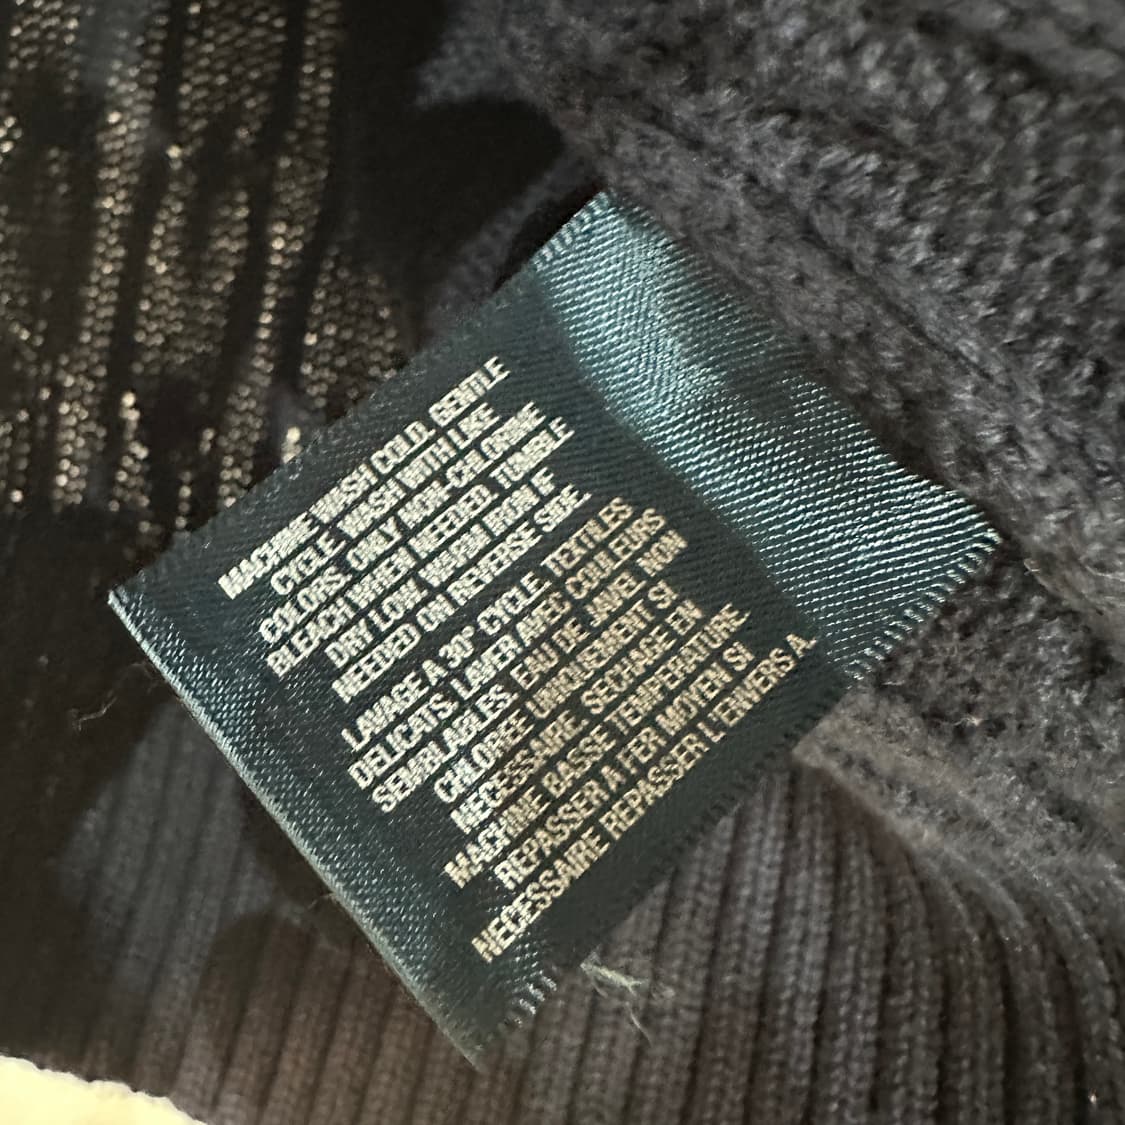 MACHINE WASH COLD, GENTLE
CYCLE. WASH WITH LIKE
COLORS. ONLY NON-CHLORINE
BLEACH WHEN NEEDED. TUMBLE
DRY LOW. WARM IRON IF
NEEDED ON REVERSE SIDE.
LAVAGE A 30° CYCLE. TEXTILES
DELICATS. LAVER AVEC COULEURS
SEMBLABLES. EAU DE JAVEL NON
CHLOREE UNIQUEMENT SI
NECESSAIRE. SECHAGE EN
MACHINE BASSE TEMPERATURE.
REPASSER A FER MOYEN SI
NECESSAIRE REPASSER L'ENVERS A.